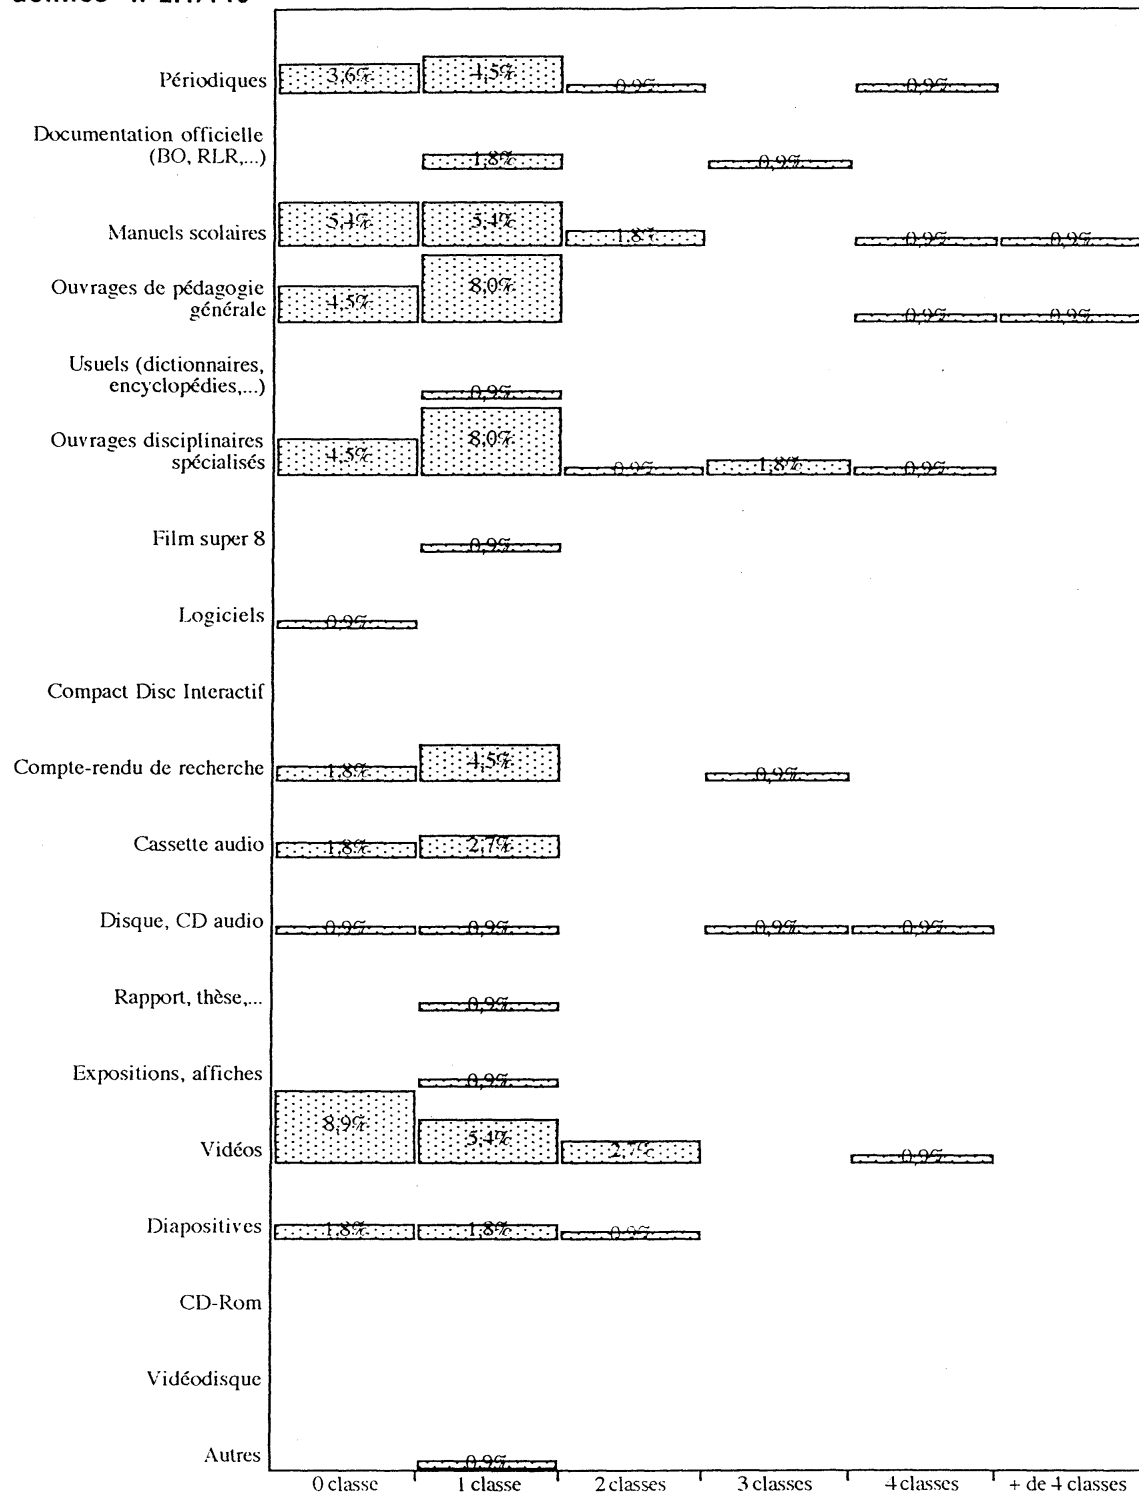 Périodiques 3,6% 4,5% 0,9% 0,9%
Documentation officielle
(BO, RLR,...) 1,8% 0,9%
Manuels scolaires 5,4% 5,4% 1,8% 0,9% 0,9%
Ouvrages de pédagogie
générale 4,5% 8,0% 0,9% 0,9%
Usuels (dictionnaires,
encyclopédies,...) 0,9%
Ouvrages disciplinaires
spécialisés 4,5% 8,0% 0,9% 1,8% 0,9%
Film super 8 0,9%
Logiciels 0,9%
Compact Disc Interactif
Compte-rendu de recherche 1,8% 4,5% 0,9%
Cassette audio 1,8% 2,7%
Disque, CD audio 0,9% 0,9% 0,9% 0,9%
Rapport, thèse,... 0,9%
Expositions, affiches 0,9%
Vidéos 8,9% 5,4% 2,7% 0,9%
Diapositives 1,8% 1,8% 0,9%
CD-Rom
Vidéodisque
Autres 0,9%
0 classe 1 classe 2 classes 3 classes 4 classes + de 4 classes